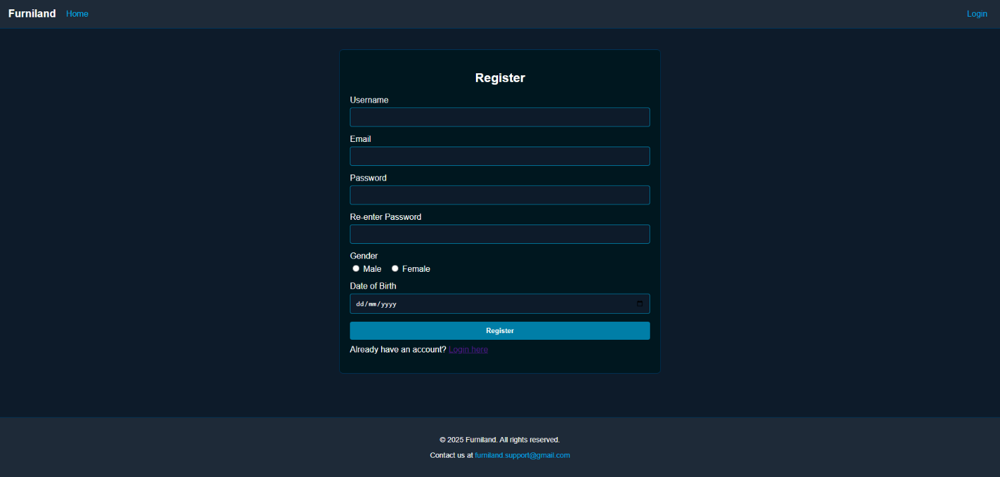 Furniland Home Login
Register
Username
Email
Password
Re-enter Password
Gender
Male Female
Date of Birth
dd/mm/yyyy
Register
Already have an account? Login here
© 2025 Furniland. All rights reserved.
Contact us at furniland.support@gmail.com